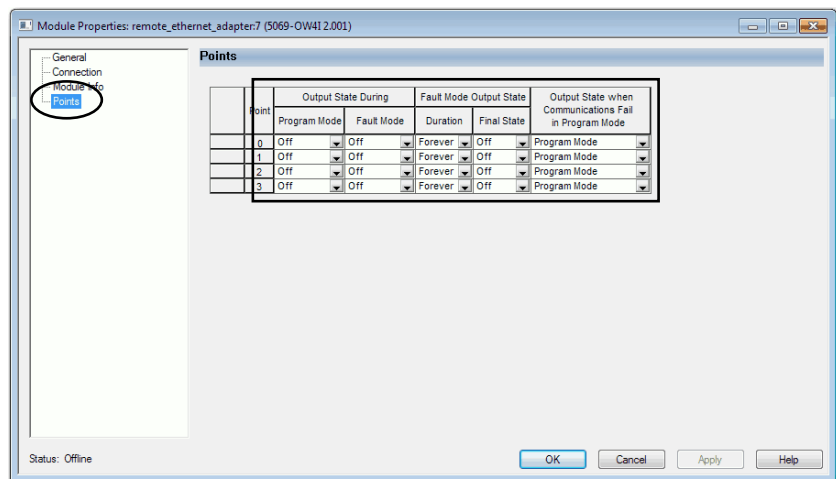 Module Properties: remote_ethernet_adapter:7 (5069-OW4I 2.001)
General
Connection
Module Info
Points
Points
Point
Output State During
Fault Mode Output State
Output State when
Communications Fail
in Program Mode
Program Mode
Fault Mode
Duration
Final State
0 Off Off Forever Off Program Mode
1 Off Off Forever Off Program Mode
2 Off Off Forever Off Program Mode
3 Off Off Forever Off Program Mode
Status: Offline
OK
Cancel
Apply
Help